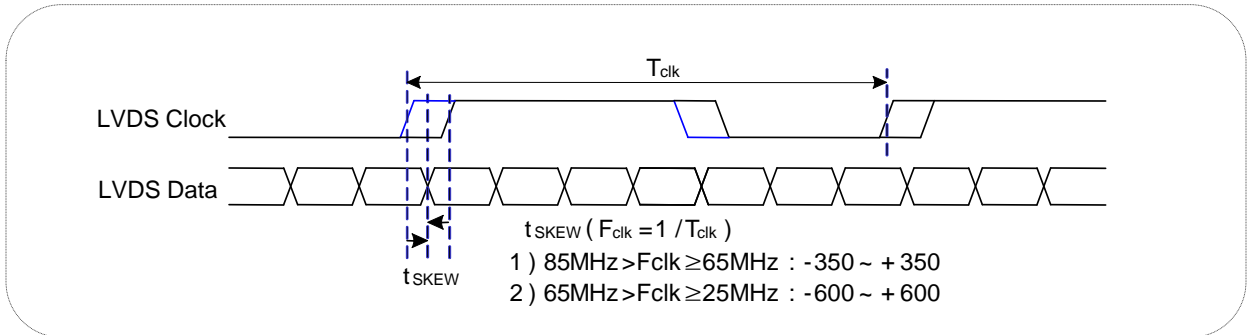 Tclk
LVDS Clock
LVDS Data
tSKEW ( Fclk = 1 / Tclk )
1 ) 85MHz > Fclk ≥ 65MHz : -350 ~ + 350
tSKEW
2 ) 65MHz > Fclk ≥ 25MHz : -600 ~ + 600